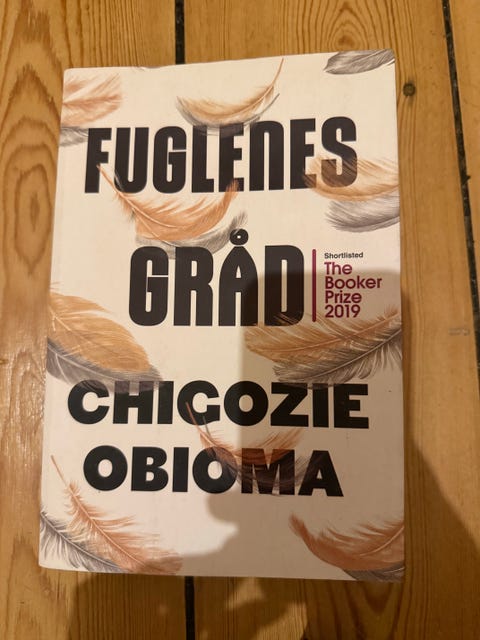 FUGLENES
GRÅD
Shortlisted
The
Booker
Prize
2019
CHIGOZIE
OBIOMA